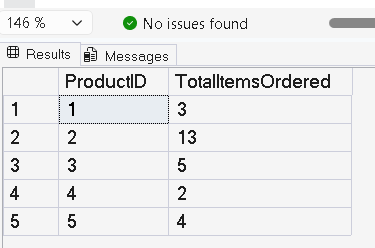 146 % No issues found
Results Messages
ProductID TotalItemsOrdered
1 1 3
2 2 13
3 3 5
4 4 2
5 5 4